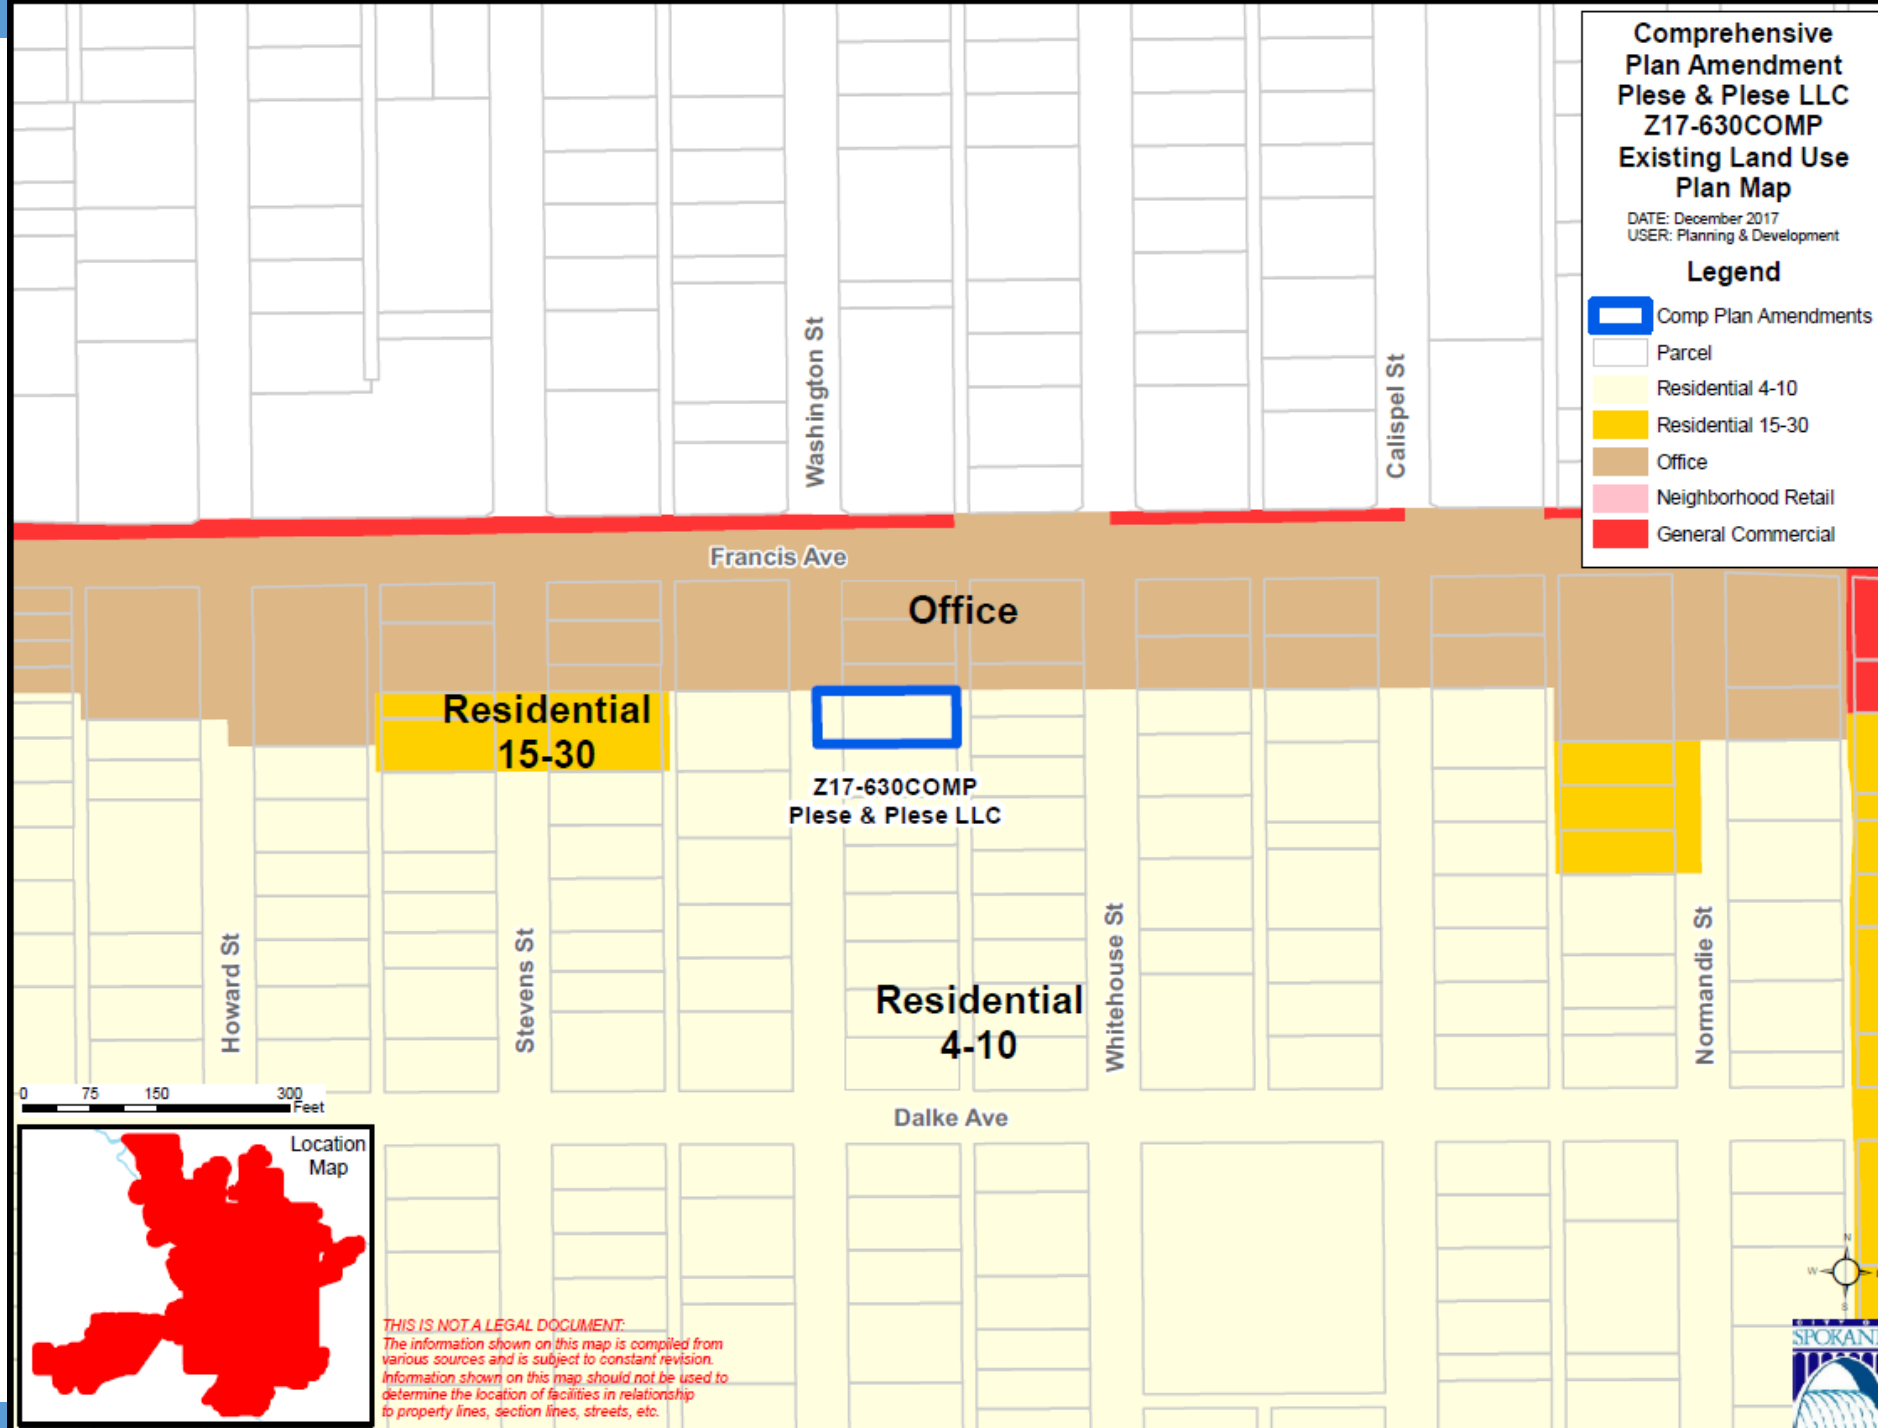 Comprehensive
Plan Amendment
Plese & Plese LLC
Z17-630COMP
Existing Land Use
Plan Map
DATE: December 2017
USER: Planning & Development
Legend
Comp Plan Amendments
Parcel
Residential 4-10
Residential 15-30
Office
Neighborhood Retail
General Commercial
Washington St
Calispel St
Francis Ave
Office
Residential
15-30
Z17-630COMP
Plese & Plese LLC
Howard St
Stevens St
Whitehouse St
Normandie St
Residential
4-10
0 75 150 300
Feet
Dalke Ave
Location
Map
THIS IS NOT A LEGAL DOCUMENT:
The information shown on this map is compiled from
various sources and is subject to constant revision.
Information shown on this map should not be used to
determine the location of facilities in relationship
to property lines, section lines, streets, etc.
N
W
S
SPOKAN